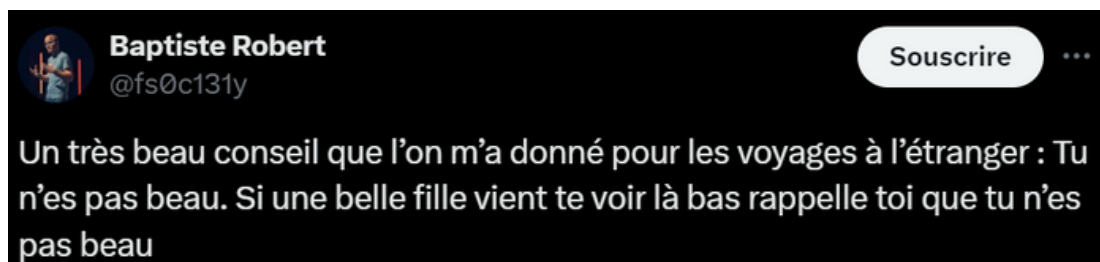 Baptiste Robert
@fs0c131y
Souscrire
Un très beau conseil que l’on m’a donné pour les voyages à l’étranger : Tu
n’es pas beau. Si une belle fille vient te voir là bas rappelle toi que tu n’es
pas beau